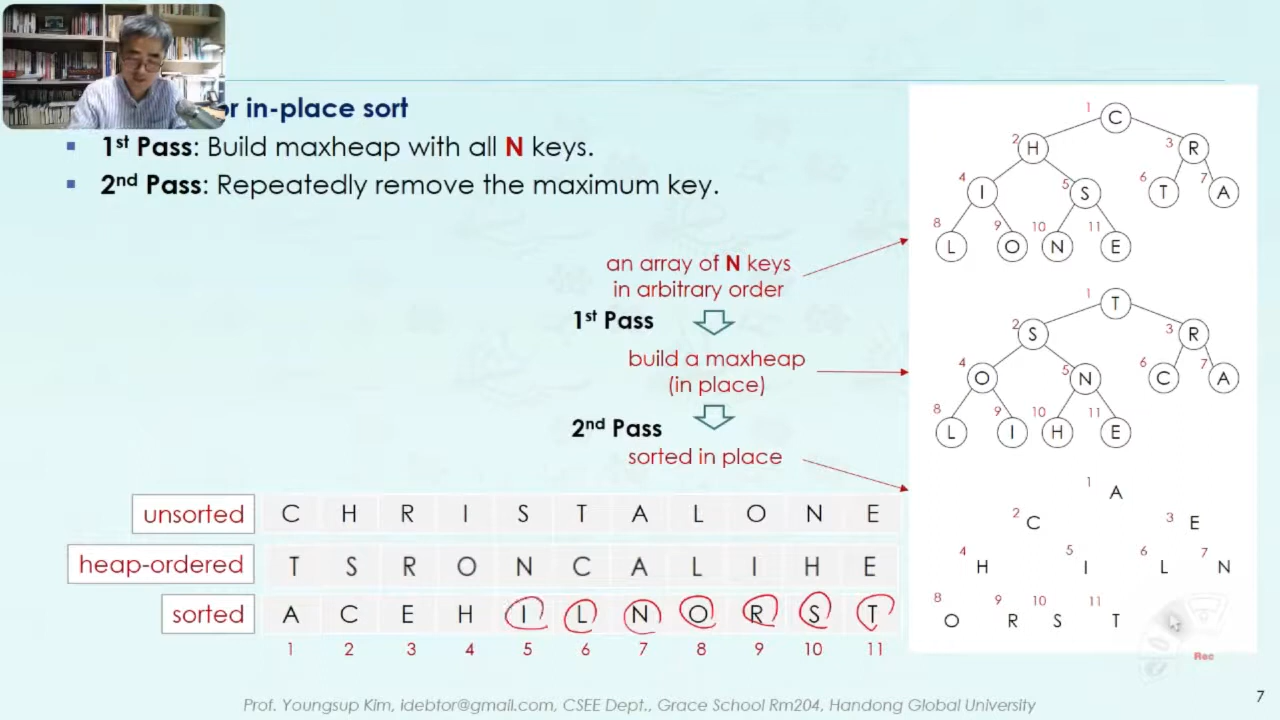 or in-place sort
1st Pass: Build maxheap with all N keys.
2nd Pass: Repeatedly remove the maximum key.
an array of N keys
in arbitrary order
1st Pass
build a maxheap
(in place)
2nd Pass
sorted in place
1 C
2 H 3 R
4 I 5 S 6 T 7 A
8 L 9 O 10 N 11 E
1 T
2 S 3 R
4 O 5 N 6 C 7 A
8 L 9 I 10 H 11 E
1 A
2 C 3 E
4 H 5 I 6 L 7 N
8 O 9 R 10 S 11 T
Rec
unsorted C H R I S T A L O N E
heap-ordered T S R O N C A L I H E
sorted A C E H I L N O R S T
1 2 3 4 5 6 7 8 9 10 11
Prof. Youngsup Kim, idebtor@gmail.com, CSEE Dept., Grace School Rm204, Handong Global University
7